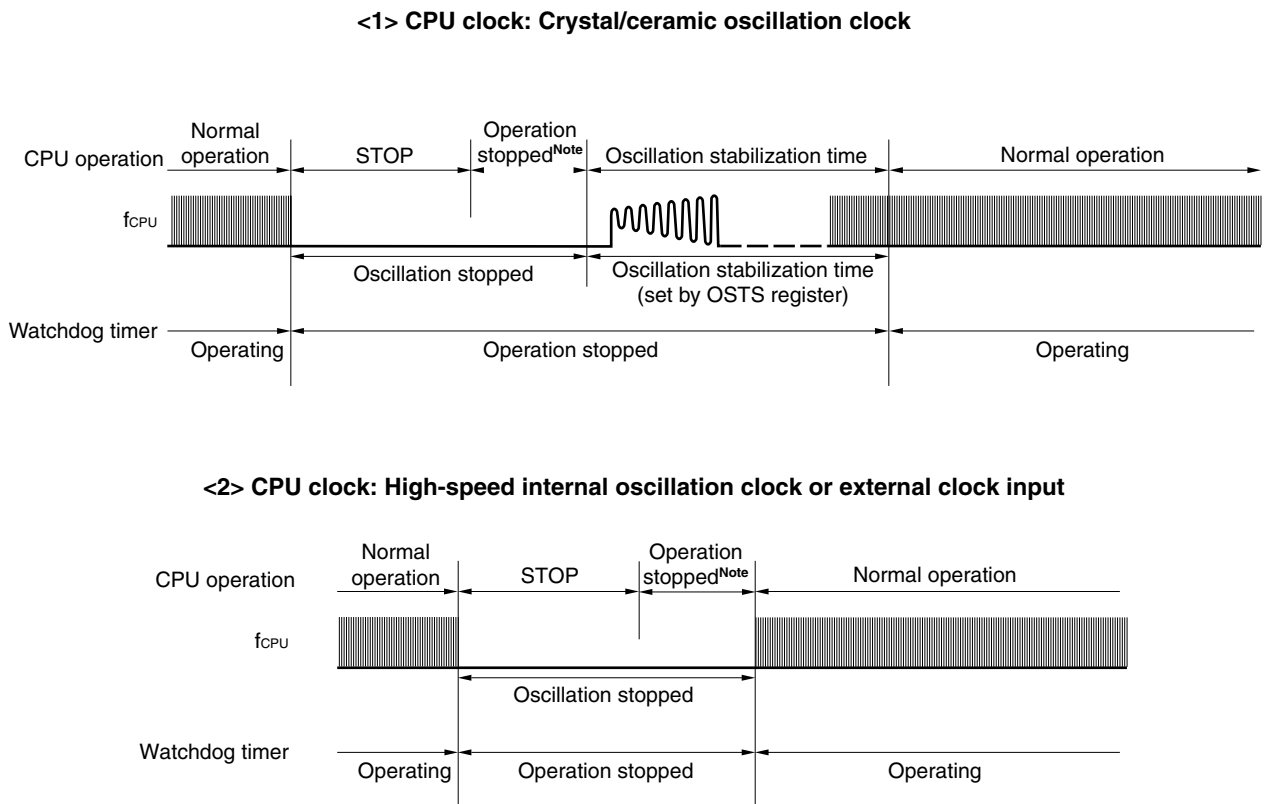 <1> CPU clock: Crystal/ceramic oscillation clock
Normal operation
Operation stoppedNote
CPU operation
STOP
Oscillation stabilization time
Normal operation
fCPU
Oscillation stopped
Oscillation stabilization time
(set by OSTS register)
Watchdog timer
Operating
Operation stopped
Operating
<2> CPU clock: High-speed internal oscillation clock or external clock input
Normal operation
Operation stoppedNote
CPU operation
STOP
Normal operation
fCPU
Oscillation stopped
Watchdog timer
Operating
Operation stopped
Operating